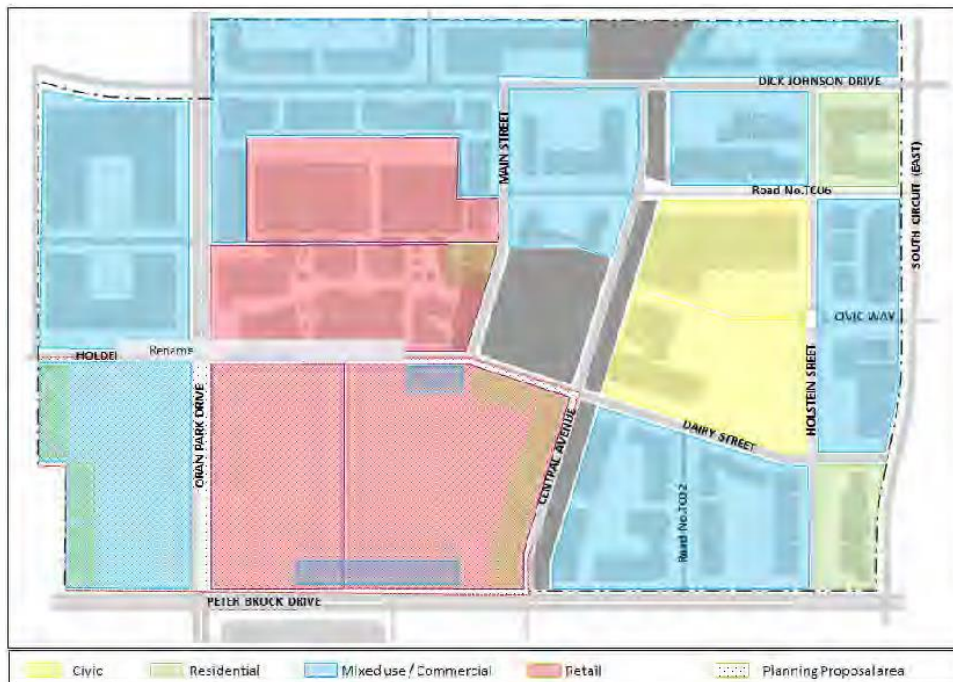 DICK JOHNSON DRIVE
MAIN STREET
Road No.TC06
SOUTH CIRCUIT (EAST)
CIVIC WAY
HOLSTEIN SREET
HOLDEI
Rename
ORAN PARK DRIVE
CENTRAL AVENUE
DAIRY STREET
Road No.TC02
PETER BROCK DRIVE
Civic
Residential
Mixed use / Commercial
Retail
Planning Proposal area